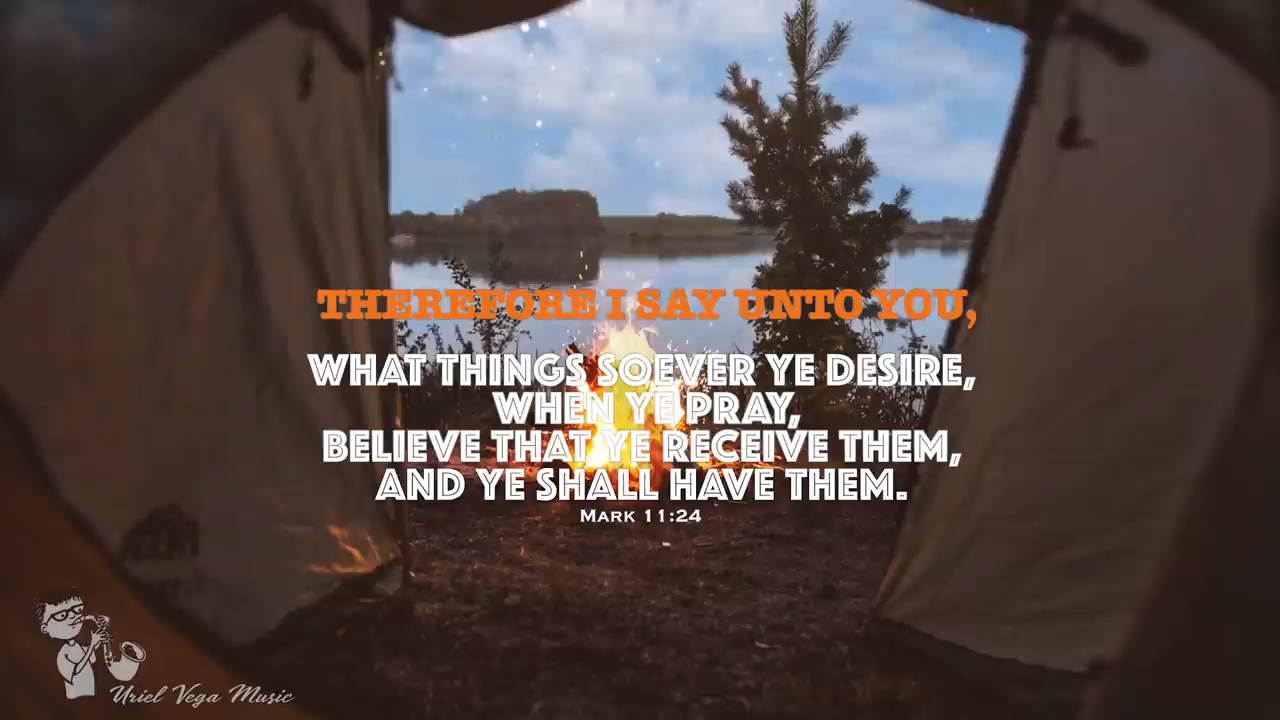 THEREFORE I SAY UNTO YOU,
WHAT THINGS SOEVER YE DESIRE,
WHEN YE PRAY,
BELIEVE THAT YE RECEIVE THEM,
AND YE SHALL HAVE THEM.
MARK 11:24
Uriel Vega Music